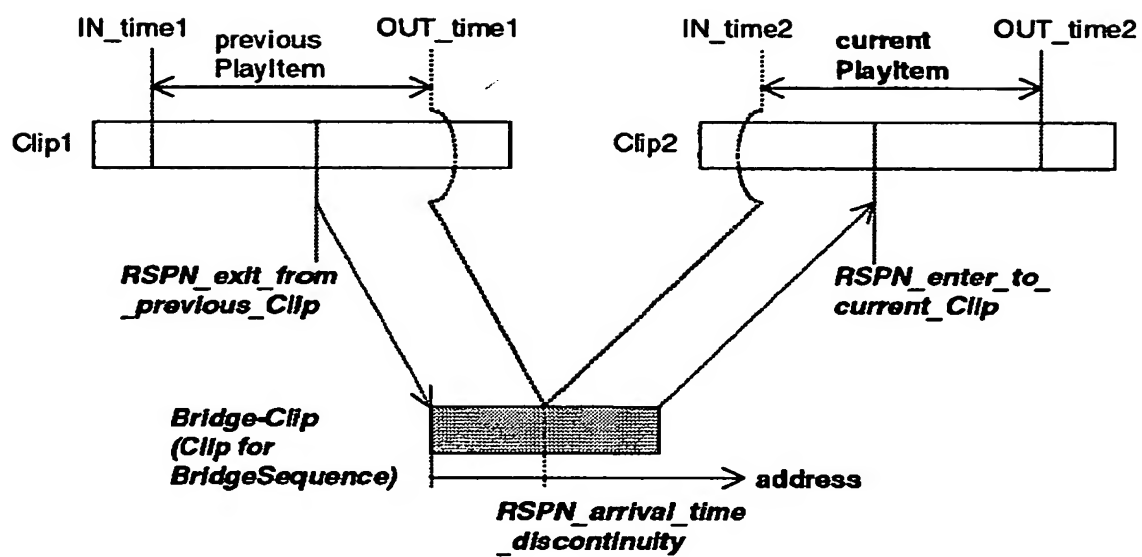 IN_time1
previous
PlayItem
OUT_time1
IN_time2
current
PlayItem
OUT_time2
Clip1
Clip2
RSPN_exit_from
_previous_Clip
RSPN_enter_to_
current_Clip
Bridge-Clip
(Clip for
BridgeSequence)
address
RSPN_arrival_time
_discontinuity